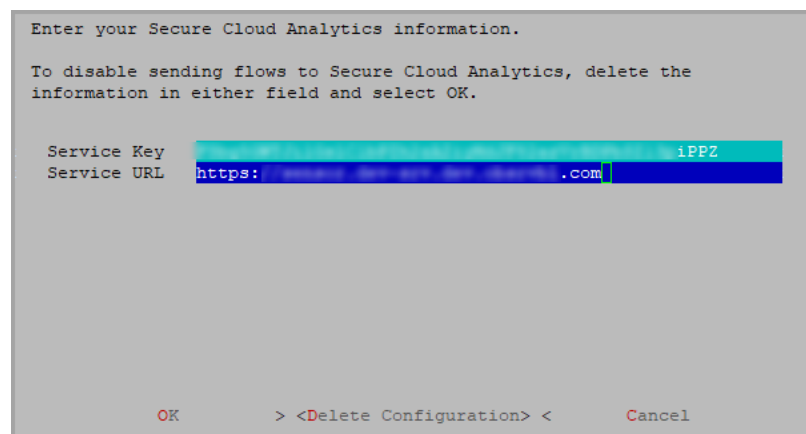 Enter your Secure Cloud Analytics information.
To disable sending flows to Secure Cloud Analytics, delete the
information in either field and select OK.
Service Key iPPZ
Service URL https: .com
OK > <Delete Configuration> < Cancel